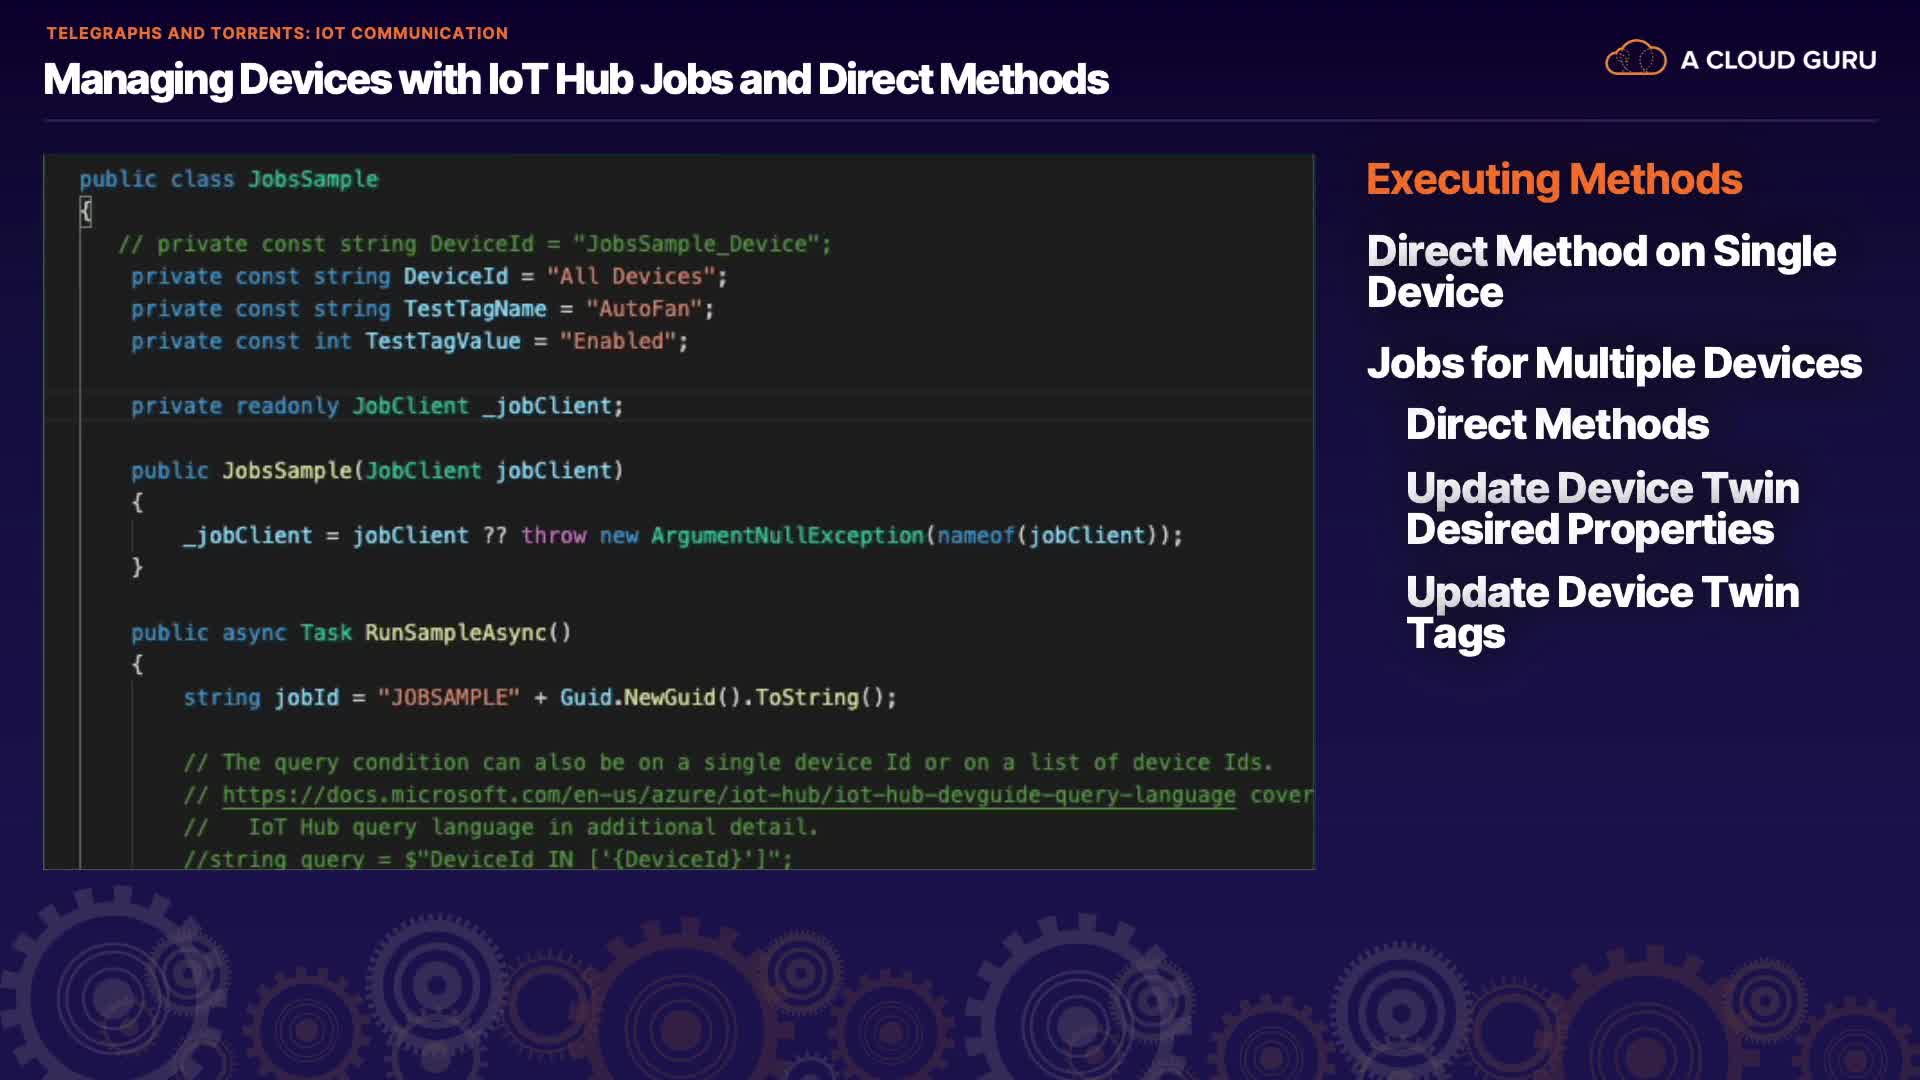 TELEGRAPHS AND TORRENTS: IOT COMMUNICATION
Managing Devices with IoT Hub Jobs and Direct Methods
A CLOUD GURU
public class JobsSample
{
// private const string DeviceId = "JobsSample_Device";
private const string DeviceId = "All Devices";
private const string TestTagName = "AutoFan";
private const int TestTagValue = "Enabled";
private readonly JobClient _jobClient;
public JobsSample(JobClient jobClient)
{
_jobClient = jobClient ?? throw new ArgumentNullException(nameof(jobClient));
}
public async Task RunSampleAsync()
{
string jobId = "JOBSAMPLE" + Guid.NewGuid().ToString();
// The query condition can also be on a single device Id or on a list of device Ids.
// https://docs.microsoft.com/en-us/azure/iot-hub/iot-hub-devguide-query-language cover
//   IoT Hub query language in additional detail.
//string query = $"DeviceId IN ['{DeviceId}']";
Executing Methods
Direct Method on Single
Device
Jobs for Multiple Devices
Direct Methods
Update Device Twin
Desired Properties
Update Device Twin
Tags